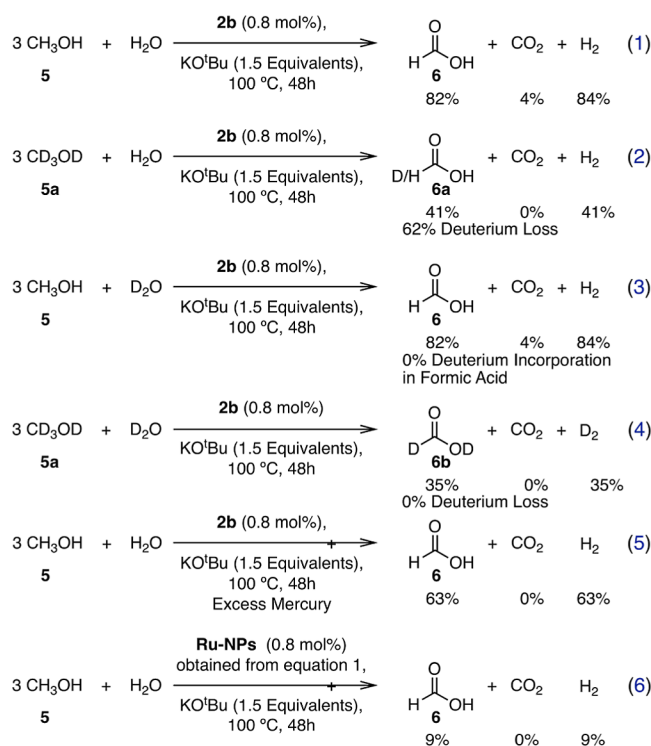 2b (0.8 mol%),
3 CH₃OH + H₂O O H OH + CO₂ + H₂ (1)
5 KOᵗBu (1.5 Equivalents), 6
100 ºC, 48h 82% 4% 84%
2b (0.8 mol%),
3 CD₃OD + H₂O O D/H OH + CO₂ + H₂ (2)
5a KOᵗBu (1.5 Equivalents), 6a
100 ºC, 48h 41% 0% 41%
62% Deuterium Loss
2b (0.8 mol%),
3 CH₃OH + D₂O O H OH + CO₂ + H₂ (3)
5 KOᵗBu (1.5 Equivalents), 6
100 ºC, 48h 82% 4% 84%
0% Deuterium Incorporation
in Formic Acid
2b (0.8 mol%)
3 CD₃OD + D₂O O D OD + CO₂ + D₂ (4)
5a KOᵗBu (1.5 Equivalents), 6b
100 ºC, 48h 35% 0% 35%
0% Deuterium Loss
2b (0.8 mol%),
3 CH₃OH + H₂O + O H OH + CO₂ H₂ (5)
5 KOᵗBu (1.5 Equivalents), 6
100 ºC, 48h 63% 0% 63%
Excess Mercury
Ru-NPs (0.8 mol%)
obtained from equation 1,
3 CH₃OH + H₂O + O H OH + CO₂ H₂ (6)
5 KOᵗBu (1.5 Equivalents), 6
100 ºC, 48h 9% 0% 9%